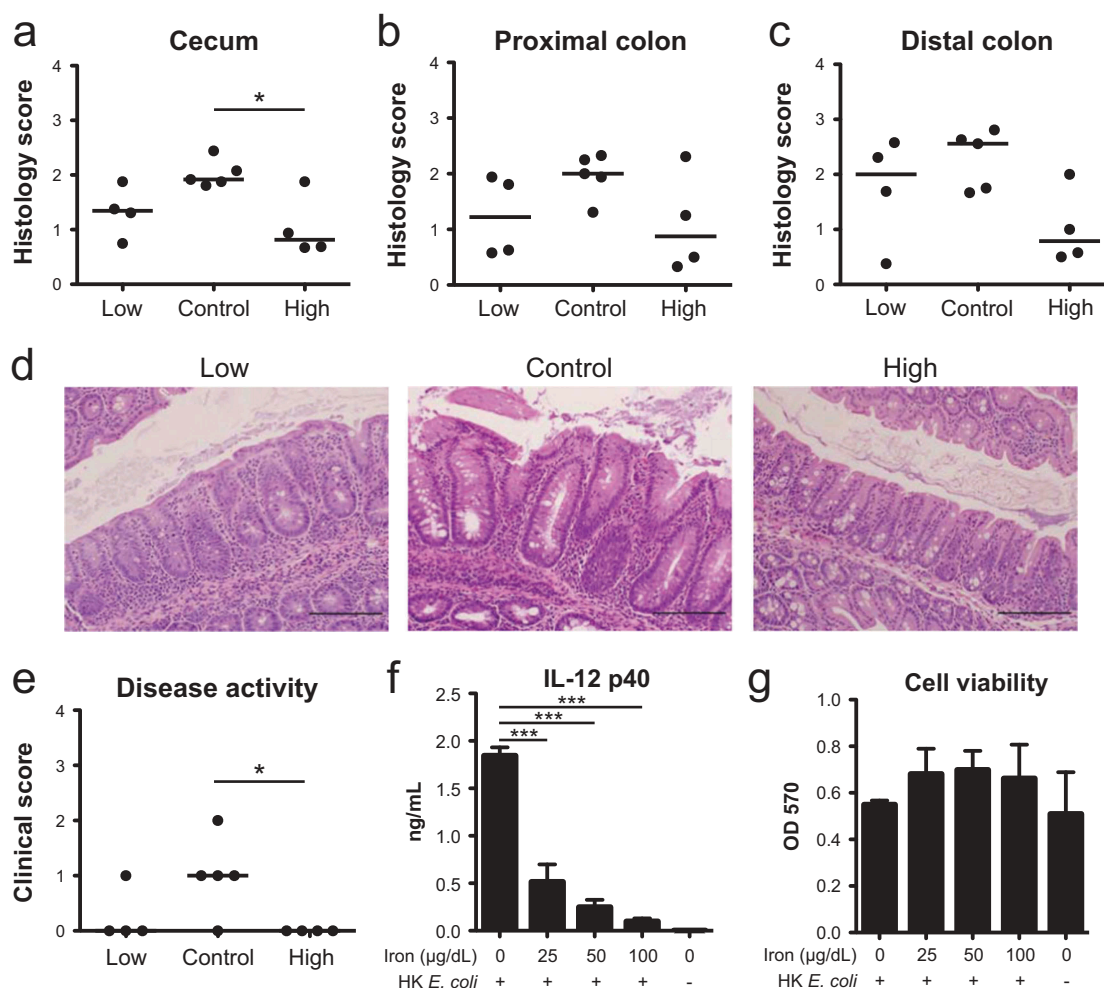 a
Cecum
Histology score
4
3
2
1
0
*
Low Control High
b
Proximal colon
Histology score
4
3
2
1
0
Low Control High
c
Distal colon
Histology score
4
3
2
1
0
Low Control High
d
Low
Control
High
e
Disease activity
Clinical score
4
3
2
1
0
*
Low Control High
f
IL-12 p40
ng/mL
2.5
2.0
1.5
1.0
0.5
0.0
***
***
***
Iron (µg/dL) 0 25 50 100 0
HK E. coli + + + + -
g
Cell viability
OD 570
1.0
0.8
0.6
0.4
0.2
0.0
Iron (µg/dL) 0 25 50 100 0
HK E. coli + + + + -